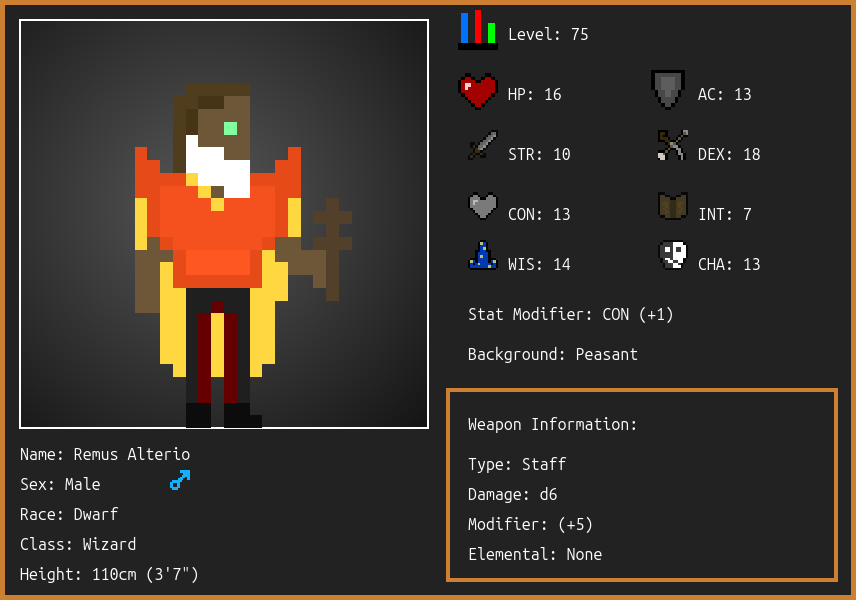 Level: 75
HP: 16
AC: 13
STR: 10
DEX: 18
CON: 13
INT: 7
WIS: 14
CHA: 13
Stat Modifier: CON (+1)
Background: Peasant
Weapon Information:
Type: Staff
Damage: d6
Modifier: (+5)
Elemental: None
Name: Remus Alterio
Sex: Male
Race: Dwarf
Class: Wizard
Height: 110cm (3'7")